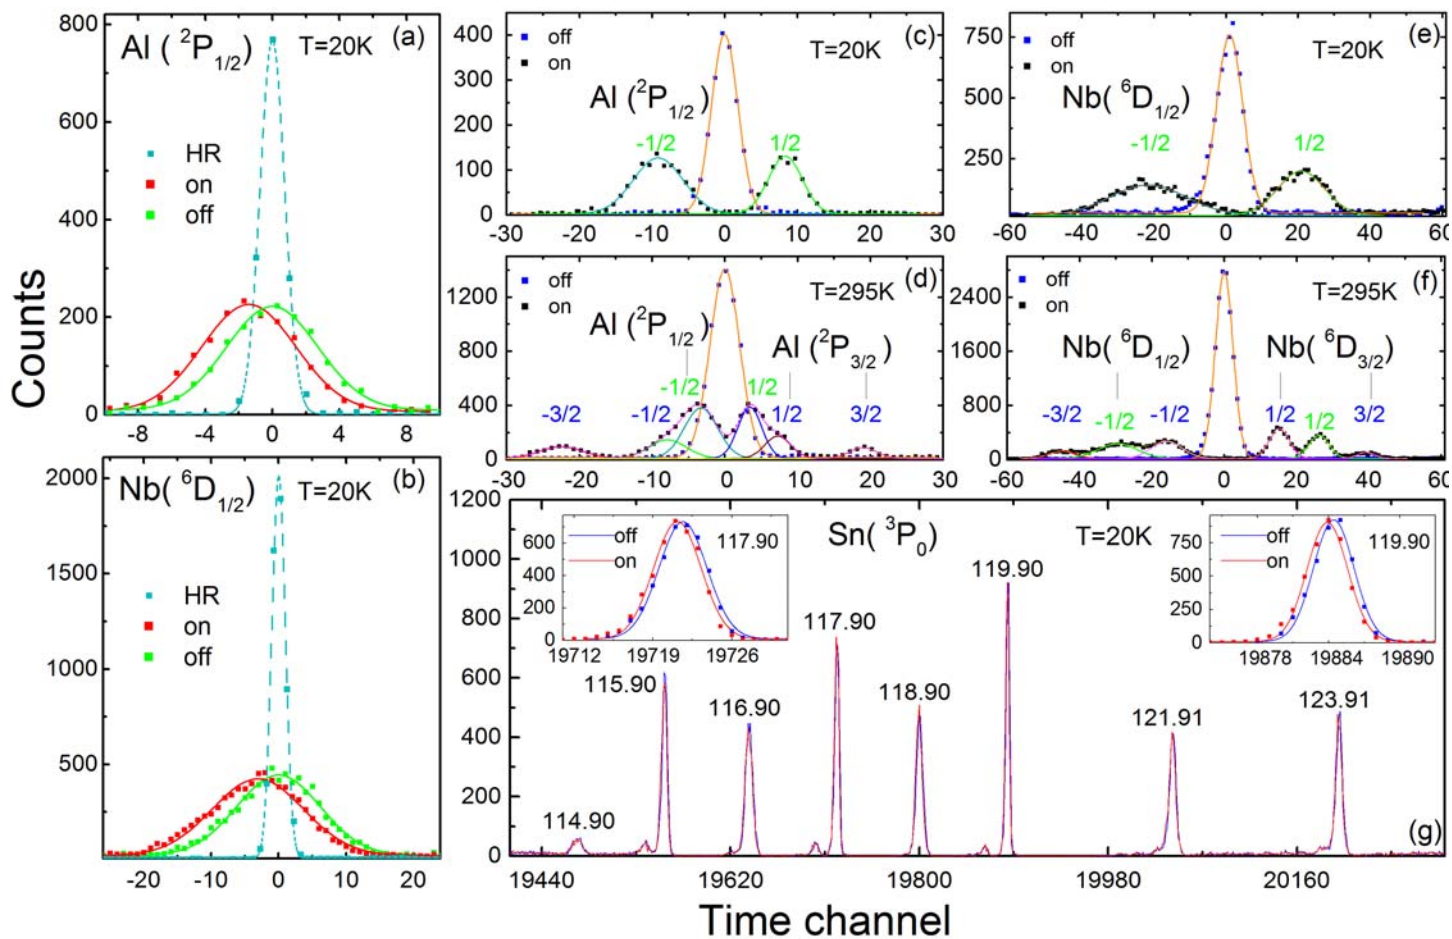 Counts
Time channel
Al ( ²P₁/₂) T=20K (a)
HR
on
off
800
600
400
200
0
-8 -4 0 4 8
Nb( ⁶D₁/₂) T=20K (b)
HR
on
off
2000
1500
1000
500
0
-20 -10 0 10 20
off (c)
on T=20K
Al (²P₁/₂)
-1/2 1/2
400
300
200
100
0
-30 -20 -10 0 10 20 30
off (d)
on T=295K
Al (²P₁/₂)
Al (²P₃/₂)
-1/2 1/2
-3/2 -1/2 1/2 3/2
1200
800
400
0
-30 -20 -10 0 10 20 30
off (e)
on T=20K
Nb( ⁶D₁/₂)
-1/2 1/2
750
500
250
-60 -40 -20 0 20 40 60
off (f)
on T=295K
Nb( ⁶D₁/₂) Nb( ⁶D₃/₂)
-3/2 -1/2 -1/2 1/2 1/2 3/2
2400
1600
800
0
-60 -40 -20 0 20 40 60
Sn( ³P₀) T=20K
(g)
1200
1000
800
600
400
200
0
19440 19620 19800 19980 20160
114.90
115.90
116.90
117.90
118.90
119.90
121.91
123.91
off 117.90
on
600
400
200
0
19712 19719 19726
off 119.90
on
750
500
250
0
19878 19884 19890